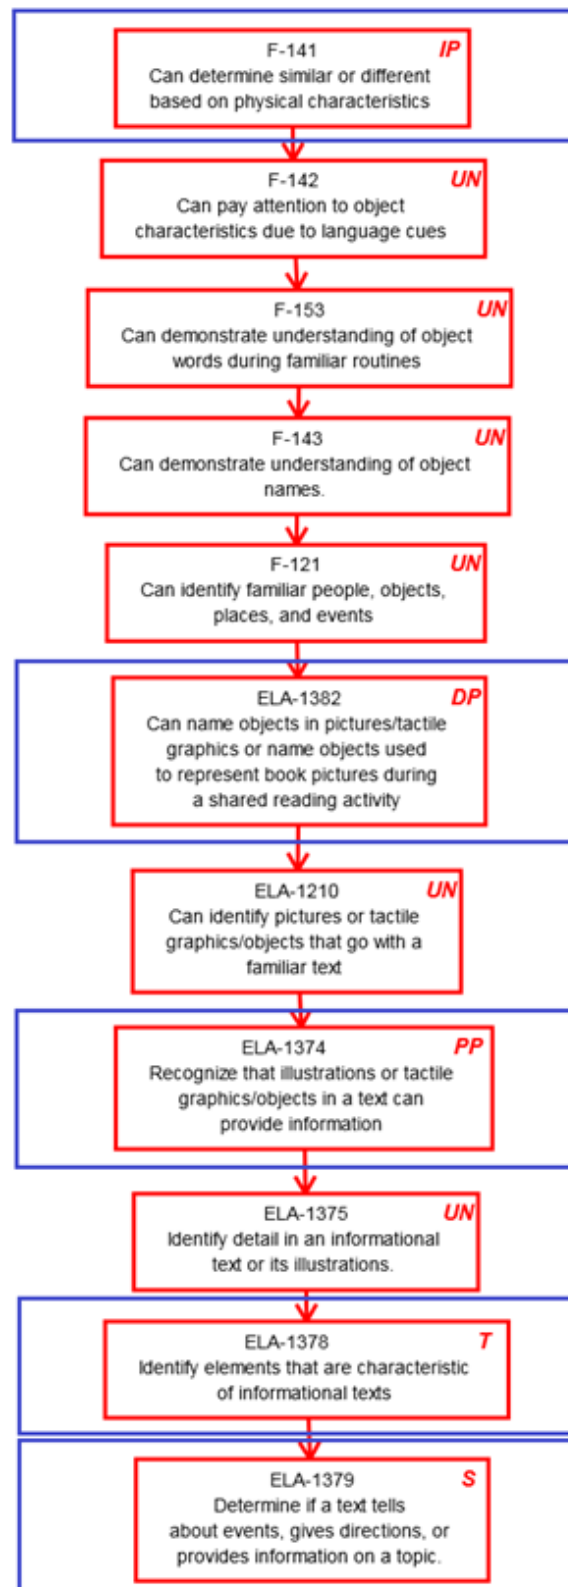 F-141 IP
Can determine similar or different
based on physical characteristics
F-142 UN
Can pay attention to object
characteristics due to language cues
F-153 UN
Can demonstrate understanding of object
words during familiar routines
F-143 UN
Can demonstrate understanding of object
names.
F-121 UN
Can identify familiar people, objects,
places, and events
ELA-1382 DP
Can name objects in pictures/tactile
graphics or name objects used
to represent book pictures during
a shared reading activity
ELA-1210 UN
Can identify pictures or tactile
graphics/objects that go with a
familiar text
ELA-1374 PP
Recognize that illustrations or tactile
graphics/objects in a text can
provide information
ELA-1375 UN
Identify detail in an informational
text or its illustrations.
ELA-1378 T
Identify elements that are characteristic
of informational texts
ELA-1379 S
Determine if a text tells
about events, gives directions, or
provides information on a topic.